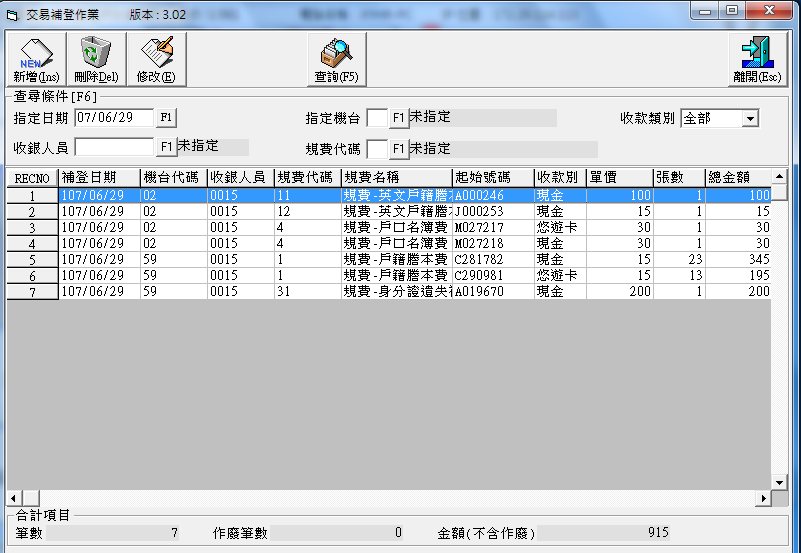 交易補登作業 版本 : 3.02
NEW
新增(Ins) 刪除Del) 修改(E) 查詢(F5) 離開(Esc)
查尋條件[F6]
指定日期 07/06/29 F1 指定機台 F1 未指定 收款類別 全部
收銀人員 F1 未指定 規費代碼 F1 未指定
RECNO 補登日期 機台代碼 收銀人員 規費代碼 規費名稱 起始號碼 收款別 單價 張數 總金額
1 107/06/29 02 0015 11 規費-英文戶籍謄 A000246 現金 100 1 100
2 107/06/29 02 0015 12 規費-英文戶籍謄 J000253 現金 15 1 15
3 107/06/29 02 0015 4 規費-戶口名簿費 M027217 悠遊卡 30 1 30
4 107/06/29 02 0015 4 規費-戶口名簿費 M027218 現金 30 1 30
5 107/06/29 59 0015 1 規費-戶籍謄本費 C281782 現金 15 23 345
6 107/06/29 59 0015 1 規費-戶籍謄本費 C290981 悠遊卡 15 13 195
7 107/06/29 59 0015 31 規費-身分證遺失 A019670 現金 200 1 200
合計項目
筆數 7 作廢筆數 0 金額(不含作廢) 915